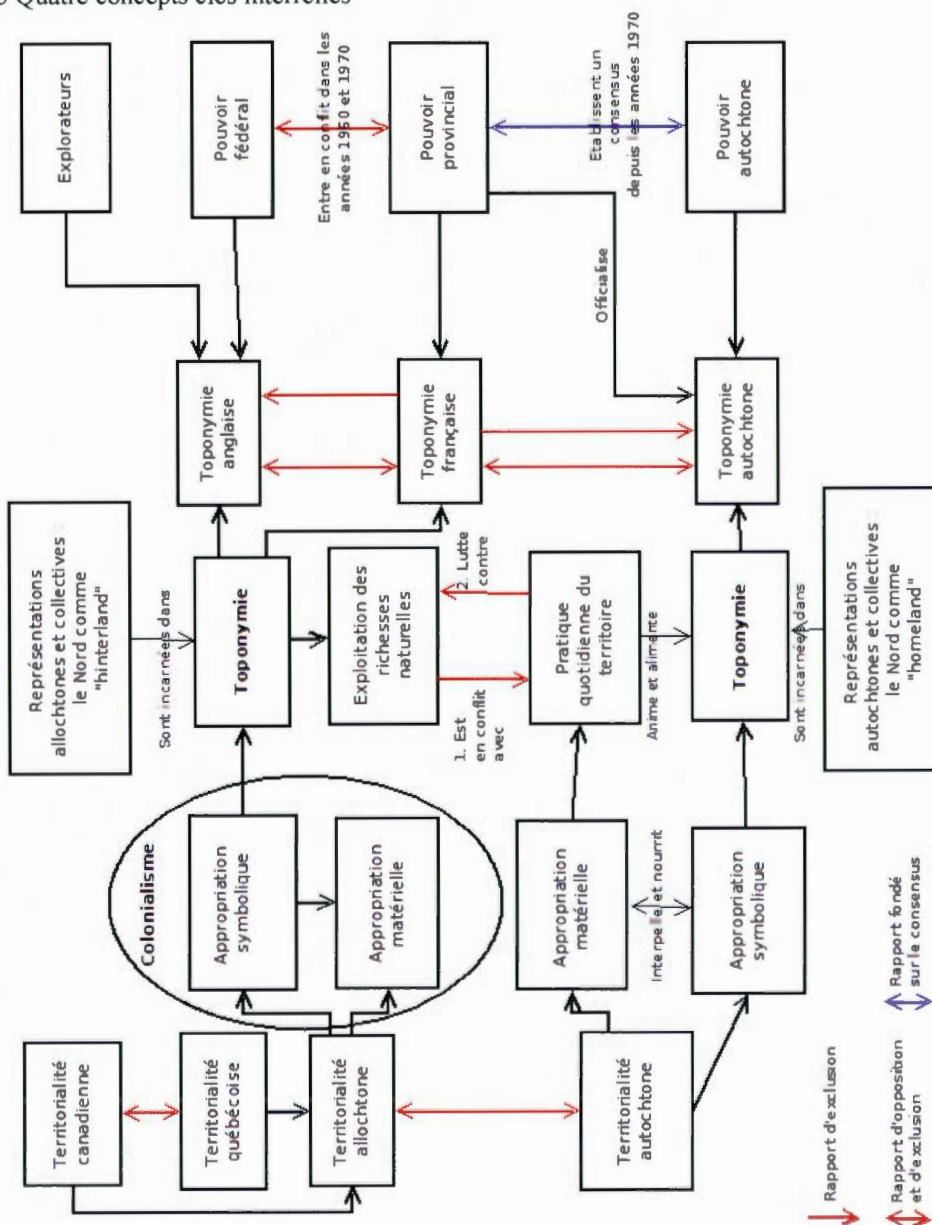 Quatre concepts clés interreliés
Territorialité
canadienne
Territorialité
québécoise
Territorialité
allochtone
Territorialité
autochtone
Colonialisme
Appropriation
symbolique
Appropriation
matérielle
Appropriation
matérielle
Interpelle et nourrit
Appropriation
symbolique
Représentations
allochtones et collectives :
le Nord comme
"hinterland"
Sont incarnées dans
Toponymie
Exploitation des
richesses
naturelles
1. Est
en conflit
avec
2. Lutte
contre
Pratique
quotidienne du
territoire
Anime et alimente
Toponymie
Sont incarnées dans
Représentations
autochtones et collectives :
le Nord comme
"homeland"
Toponymie
anglaise
Toponymie
française
Toponymie
autochtone
Officialise
Explorateurs
Pouvoir
fédéral
Entre en conflit dans les
années 1960 et 1970
Pouvoir
provincial
Etablissent un
consensus
depuis les années 1970
Pouvoir
autochtone
Rapport d'exclusion
Rapport d'opposition
et d'exclusion
Rapport fondé
sur le consensus